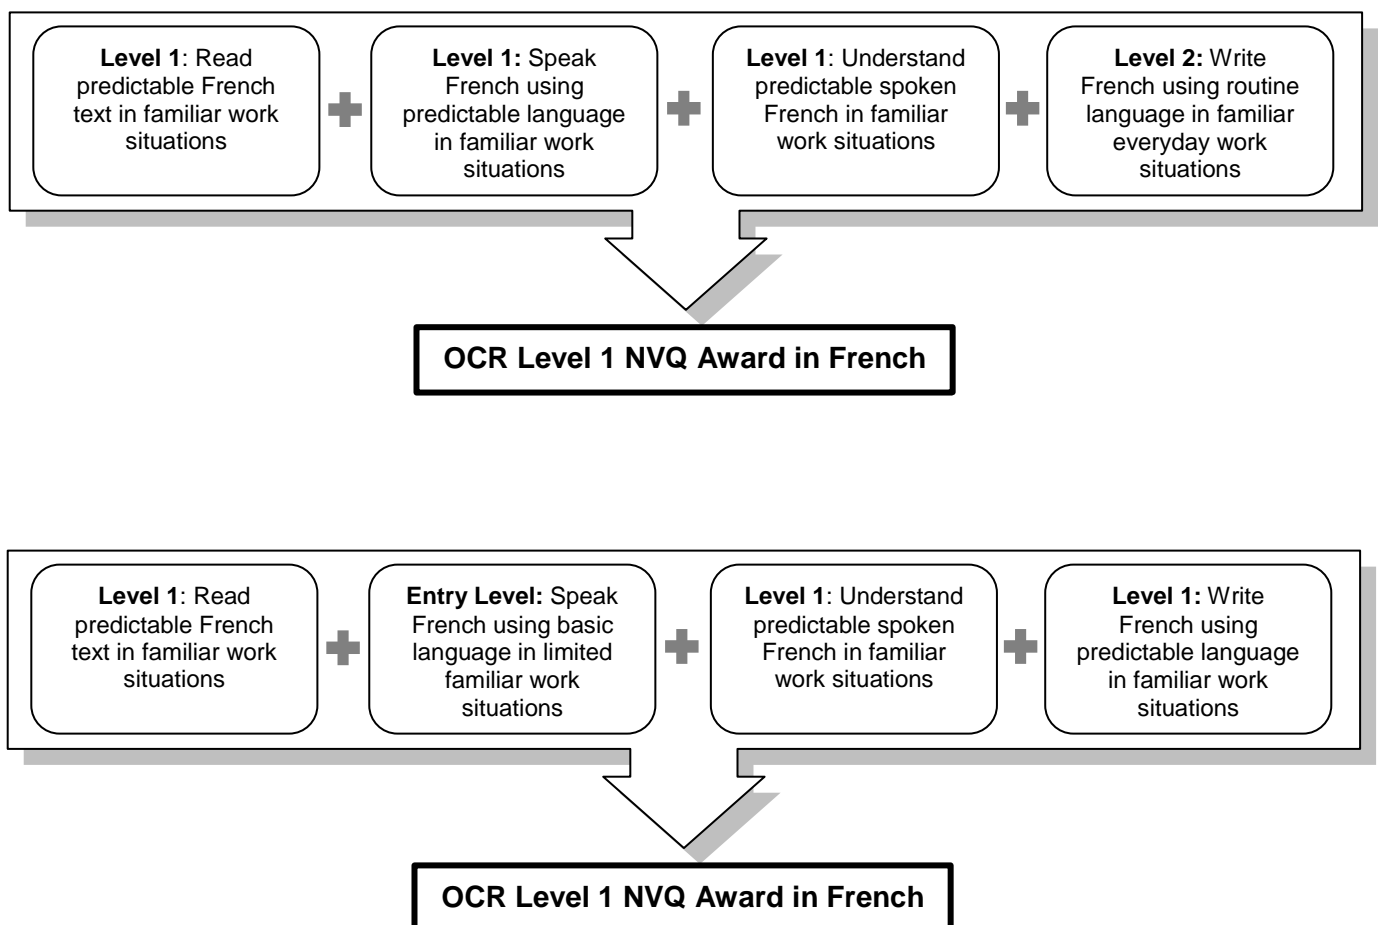 Level 1: Read
predictable French
text in familiar work
situations
Level 1: Speak
French using
predictable language
in familiar work
situations
Level 1: Understand
predictable spoken
French in familiar
work situations
Level 2: Write
French using routine
language in familiar
everyday work
situations
OCR Level 1 NVQ Award in French
Level 1: Read
predictable French
text in familiar work
situations
Entry Level: Speak
French using basic
language in limited
familiar work
situations
Level 1: Understand
predictable spoken
French in familiar
work situations
Level 1: Write
French using
predictable language
in familiar work
situations
OCR Level 1 NVQ Award in French